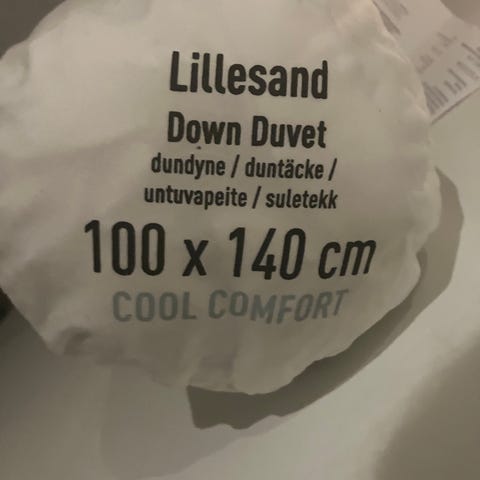 Lillesand
Down Duvet
dundyne / duntäcke /
untuvapeite / suletekk
100 x 140 cm
COOL COMFORT